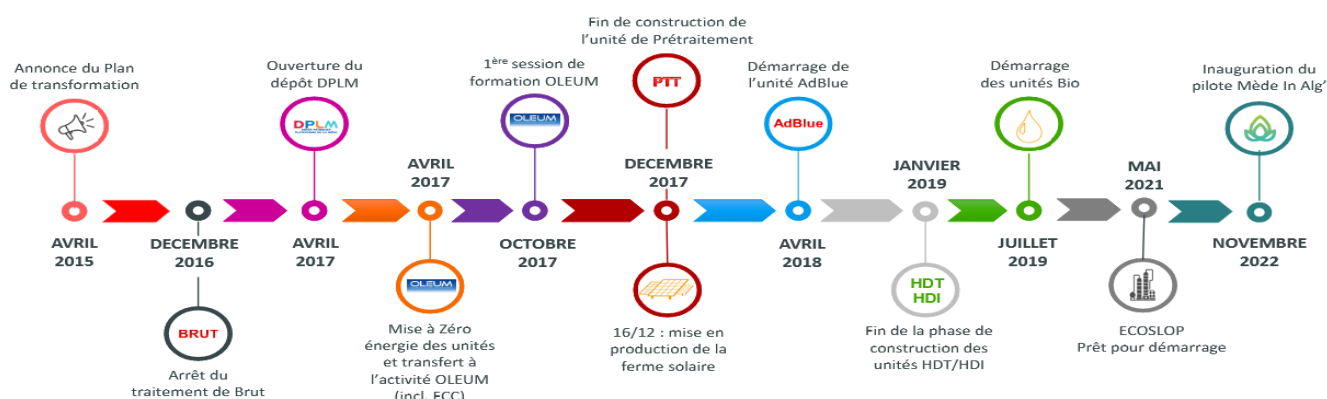 Annonce du Plan
de transformation
AVRIL
2015
DECEMBRE
2016
BRUT
Arrêt du
traitement de Brut
Ouverture du
dépôt DPLM
DPLM
AVRIL
2017
AVRIL
2017
OLEUM
Mise à Zéro
énergie des unités
et transfert à
l’activité OLEUM
(incl. FCC)
1ère session de
formation OLEUM
OLEUM
OCTOBRE
2017
Fin de construction de
l’unité de Prétraitement
PTT
DECEMBRE
2017
16/12 : mise en
production de la
ferme solaire
Démarrage de
l’unité AdBlue
AdBlue
AVRIL
2018
JANVIER
2019
HDT
HDI
Fin de la phase de
construction des
unités HDT/HDI
Démarrage
des unités Bio
JUILLET
2019
MAI
2021
ECOSLOP
Prêt pour démarrage
Inauguration du
pilote Mède In Alg’
NOVEMBRE
2022